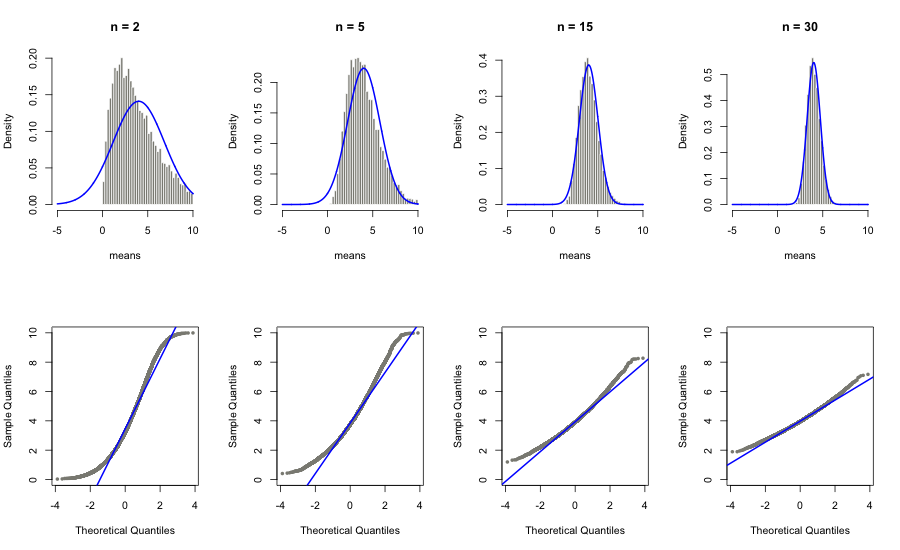 n = 2
Density
0.00 0.05 0.10 0.15 0.20
-5 0 5 10
means
n = 5
Density
0.00 0.05 0.10 0.15 0.20
-5 0 5 10
means
n = 15
Density
0.0 0.1 0.2 0.3 0.4
-5 0 5 10
means
n = 30
Density
0.0 0.1 0.2 0.3 0.4 0.5
-5 0 5 10
means
Sample Quantiles
0 2 4 6 8 10
-4 -2 0 2 4
Theoretical Quantiles
Sample Quantiles
0 2 4 6 8 10
-4 -2 0 2 4
Theoretical Quantiles
Sample Quantiles
0 2 4 6 8 10
-4 -2 0 2 4
Theoretical Quantiles
Sample Quantiles
0 2 4 6 8 10
-4 -2 0 2 4
Theoretical Quantiles